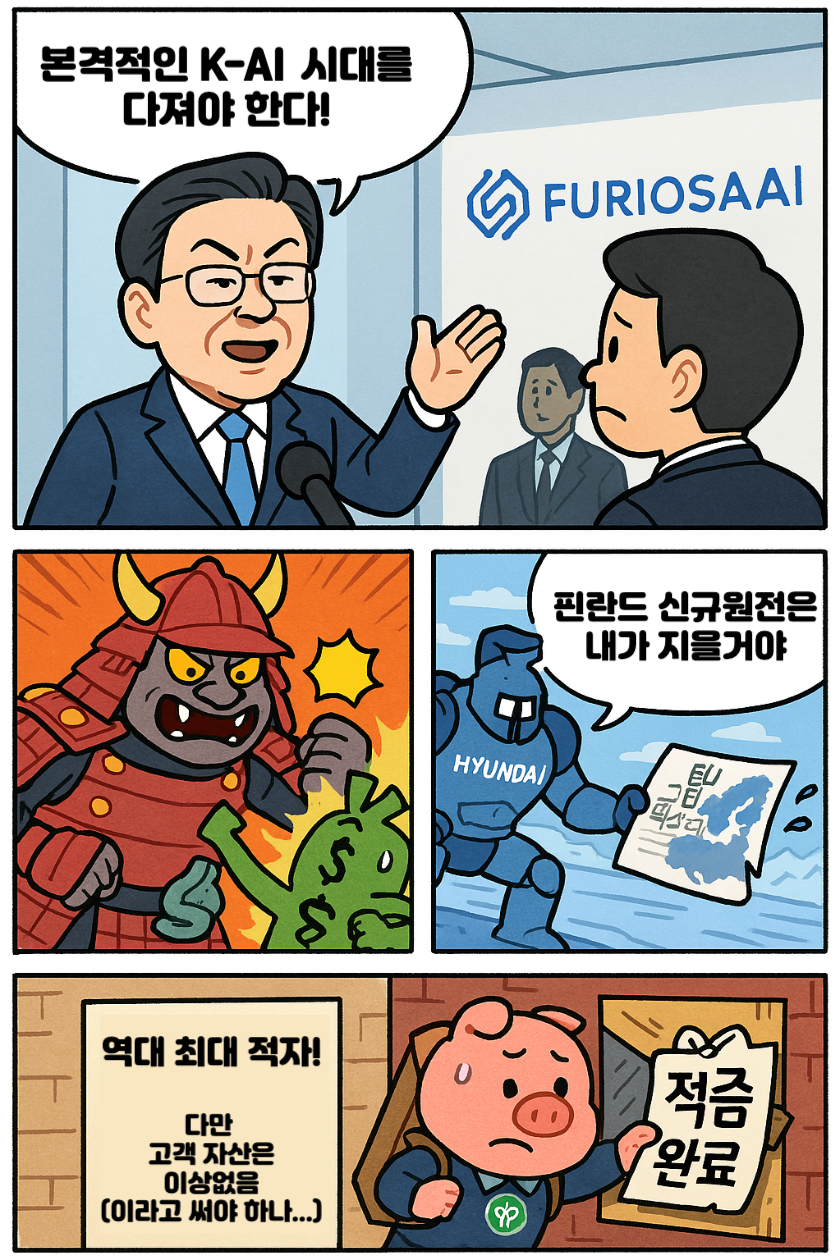 본격적인 K-AI 시대를
다져야 한다!
FURIOSAAI
$
$
핀란드 신규원전은
내가 지을거야
HYUNDAI
EU
역대 최대 적자!
다만
고객 자산은
이상없음
(이라고 써야 하나...)
적즘
완료